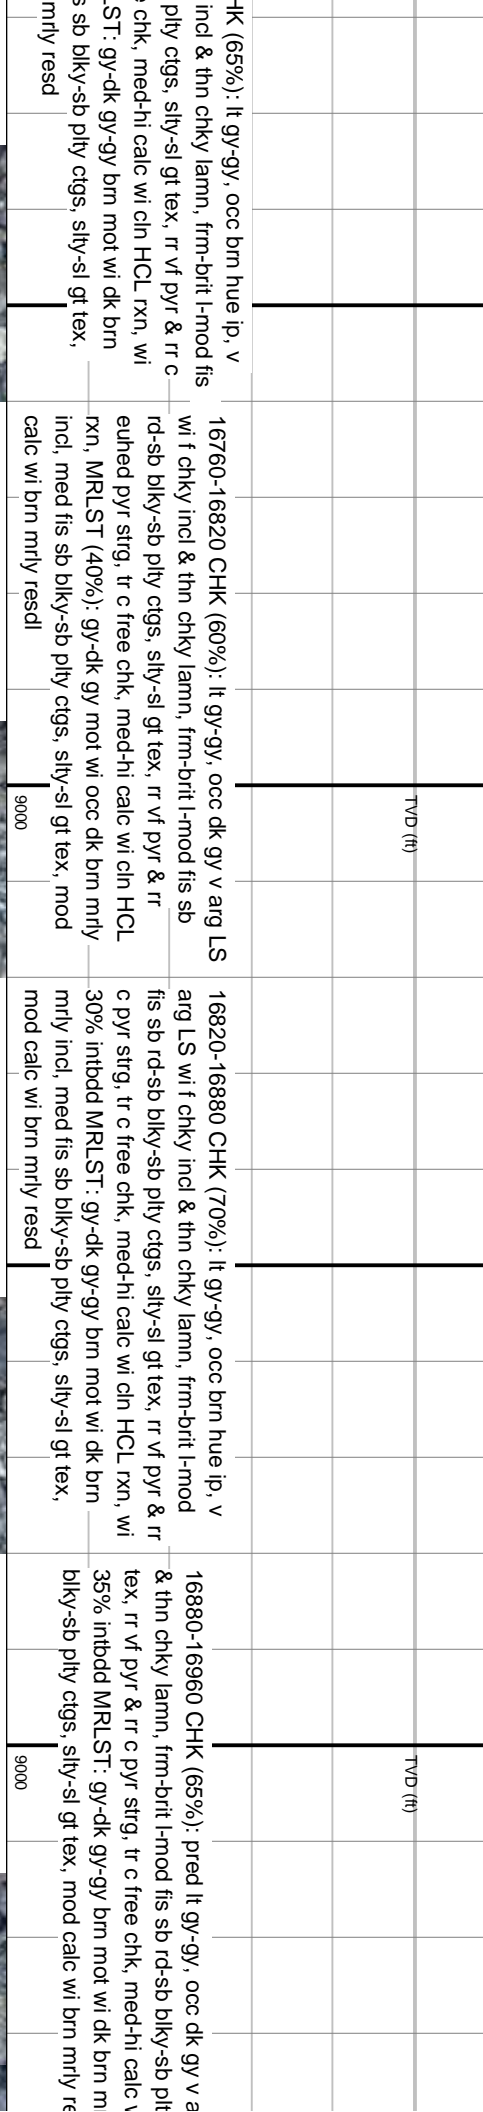 HK (65%): lt gy-gy, occ brn hue ip, v
incl & thn chky lamn, frm-brit l-mod fis
plty ctgs, slty-sl gt tex, rr vf pyr & rr c
chk, med-hi calc wi cln HCL rxn, wi
LST: gy-dk gy-gy brn mot wi dk brn
s sb blky-sb plty ctgs, slty-sl gt tex,
mrly resd
16760-16820 CHK (60%): lt gy-gy, occ dk gy v arg LS
wi f chky incl & thn chky lamn, frm-brit l-mod fis sb
rd-sb blky-sb plty ctgs, slty-sl gt tex, rr vf pyr & rr
euhed pyr strg, tr c free chk, med-hi calc wi cln HCL
rxn, MRLST (40%): gy-dk gy mot wi occ dk brn mrly
incl, med fis sb blky-sb plty ctgs, slty-sl gt tex, mod
calc wi brn mrly resdl
16820-16880 CHK (70%): lt gy-gy, occ brn hue ip, v
arg LS wi f chky incl & thn chky lamn, frm-brit l-mod
fis sb rd-sb blky-sb plty ctgs, slty-sl gt tex, rr vf pyr & rr
c pyr strg, tr c free chk, med-hi calc wi cln HCL rxn, wi
30% intbdd MRLST: gy-dk gy-gy brn mot wi dk brn
mrly incl, med fis sb blky-sb plty ctgs, slty-sl gt tex,
mod calc wi brn mrly resd
16880-16960 CHK (65%): pred lt gy-gy, occ dk gy v a
& thn chky lamn, frm-brit l-mod fis sb rd-sb blky-sb plt
tex, rr vf pyr & rr c pyr strg, tr c free chk, med-hi calc
35% intbdd MRLST: gy-dk gy-gy brn mot wi dk brn m
blky-sb plty ctgs, slty-sl gt tex, mod calc wi brn mrly re
TVD (ft)
9000
TVD (ft)
9000